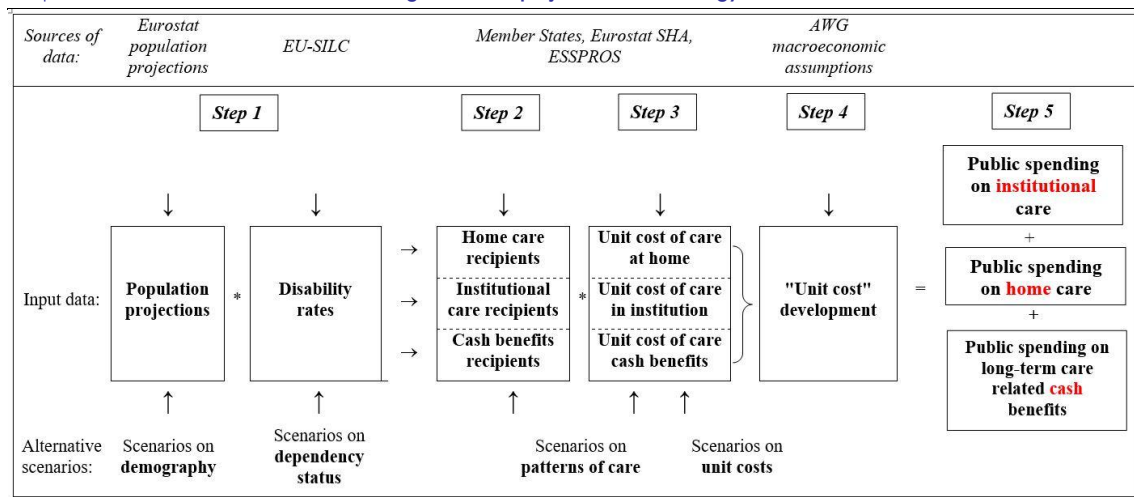 Sources of data:
Eurostat population projections
EU-SILC
Member States, Eurostat SHA, ESSPROS
AWG macroeconomic assumptions
Step 1
Step 2
Step 3
Step 4
Step 5
↓ ↓ ↓ ↓ ↓
Input data:
Population projections
*
Disability rates
→
→
→
Home care recipients
Institutional care recipients
Cash benefits recipients
*
Unit cost of care at home
Unit cost of care in institution
Unit cost of care cash benefits
"Unit cost" development
=
Public spending on institutional care
+
Public spending on home care
+
Public spending on long-term care related cash benefits
↑ ↑ ↑ ↑ ↑
Alternative scenarios:
Scenarios on demography
Scenarios on dependency status
Scenarios on patterns of care
Scenarios on unit costs